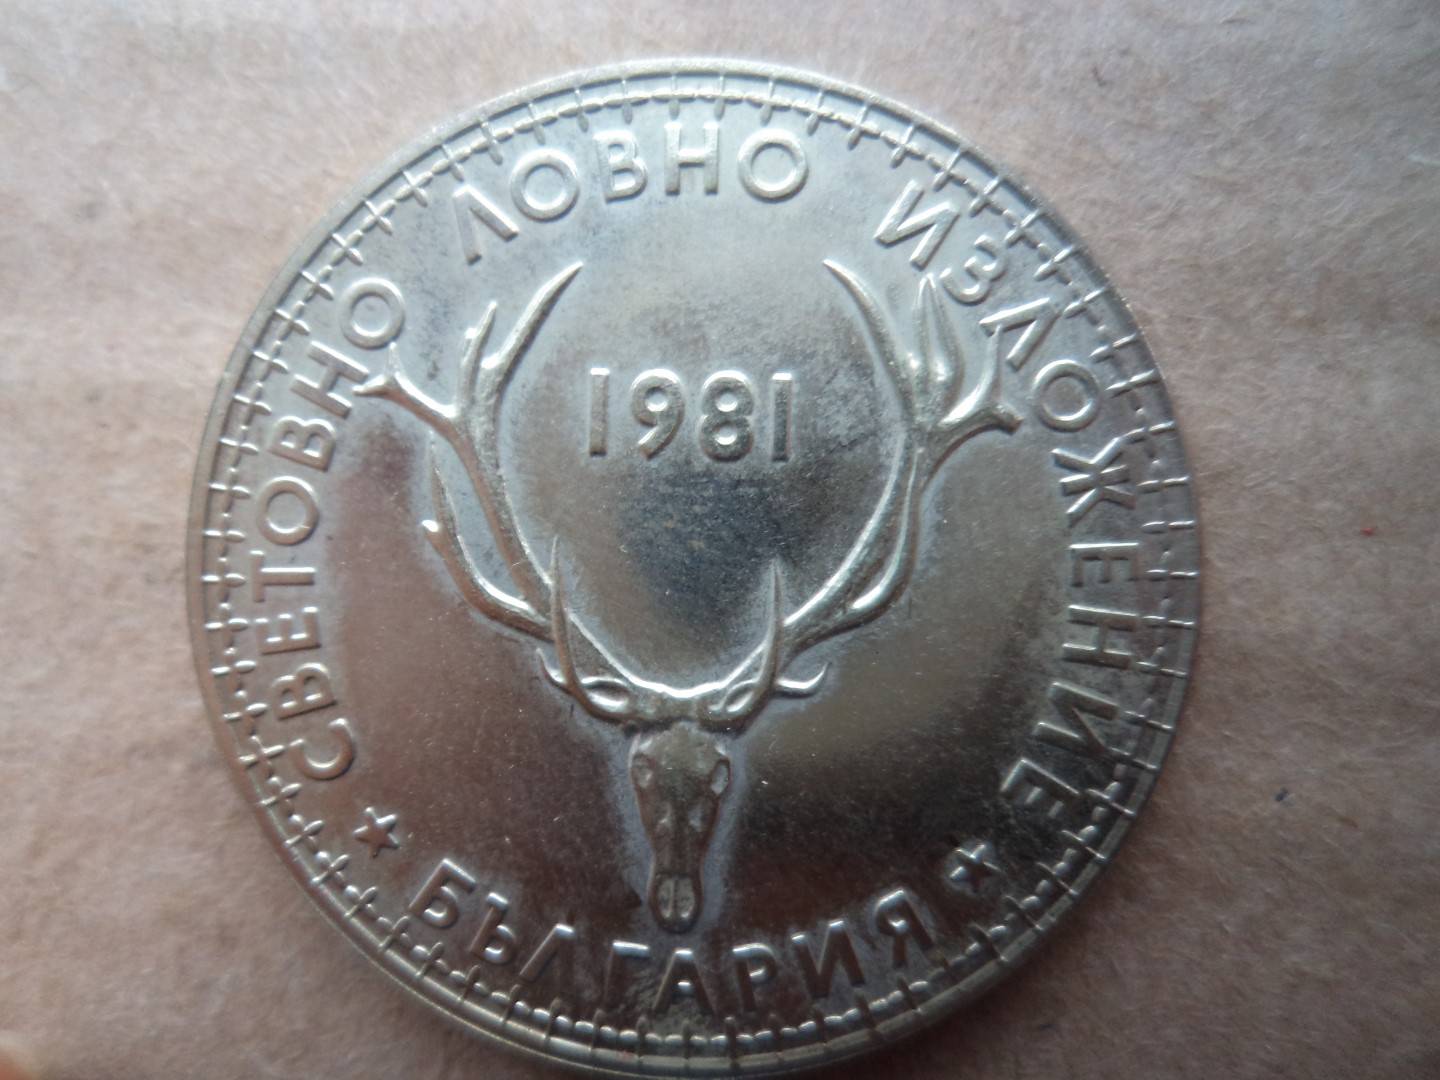 СВЕТОВНО ЛОВНО ИЗЛОЖЕНИЕ
1981
★ БЪЛГАРИЯ ★